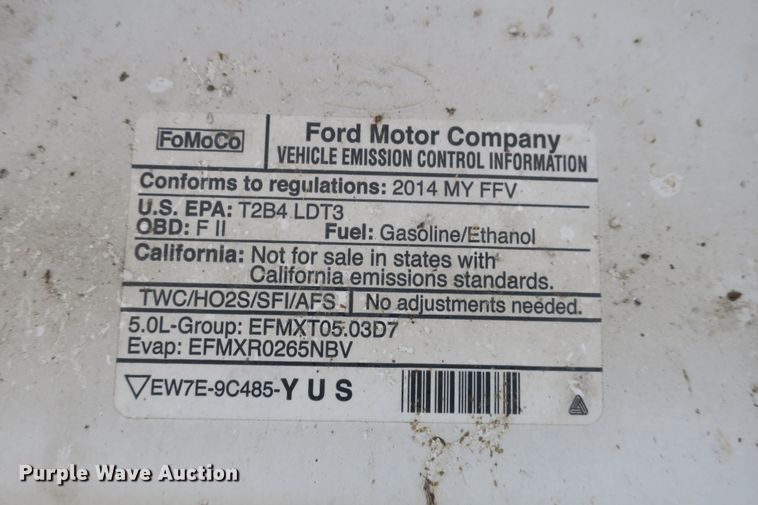 FoMoCo
Ford Motor Company
VEHICLE EMISSION CONTROL INFORMATION
Conforms to regulations: 2014 MY FFV
U.S. EPA: T2B4 LDT3
OBD: F II Fuel: Gasoline/Ethanol
California: Not for sale in states with
California emissions standards.
TWC/HO2S/SFI/AFS No adjustments needed.
5.0L-Group: EFMXT05.03D7
Evap: EFMXR0265NBV
EW7E-9C485-YUS
Purple Wave Auction